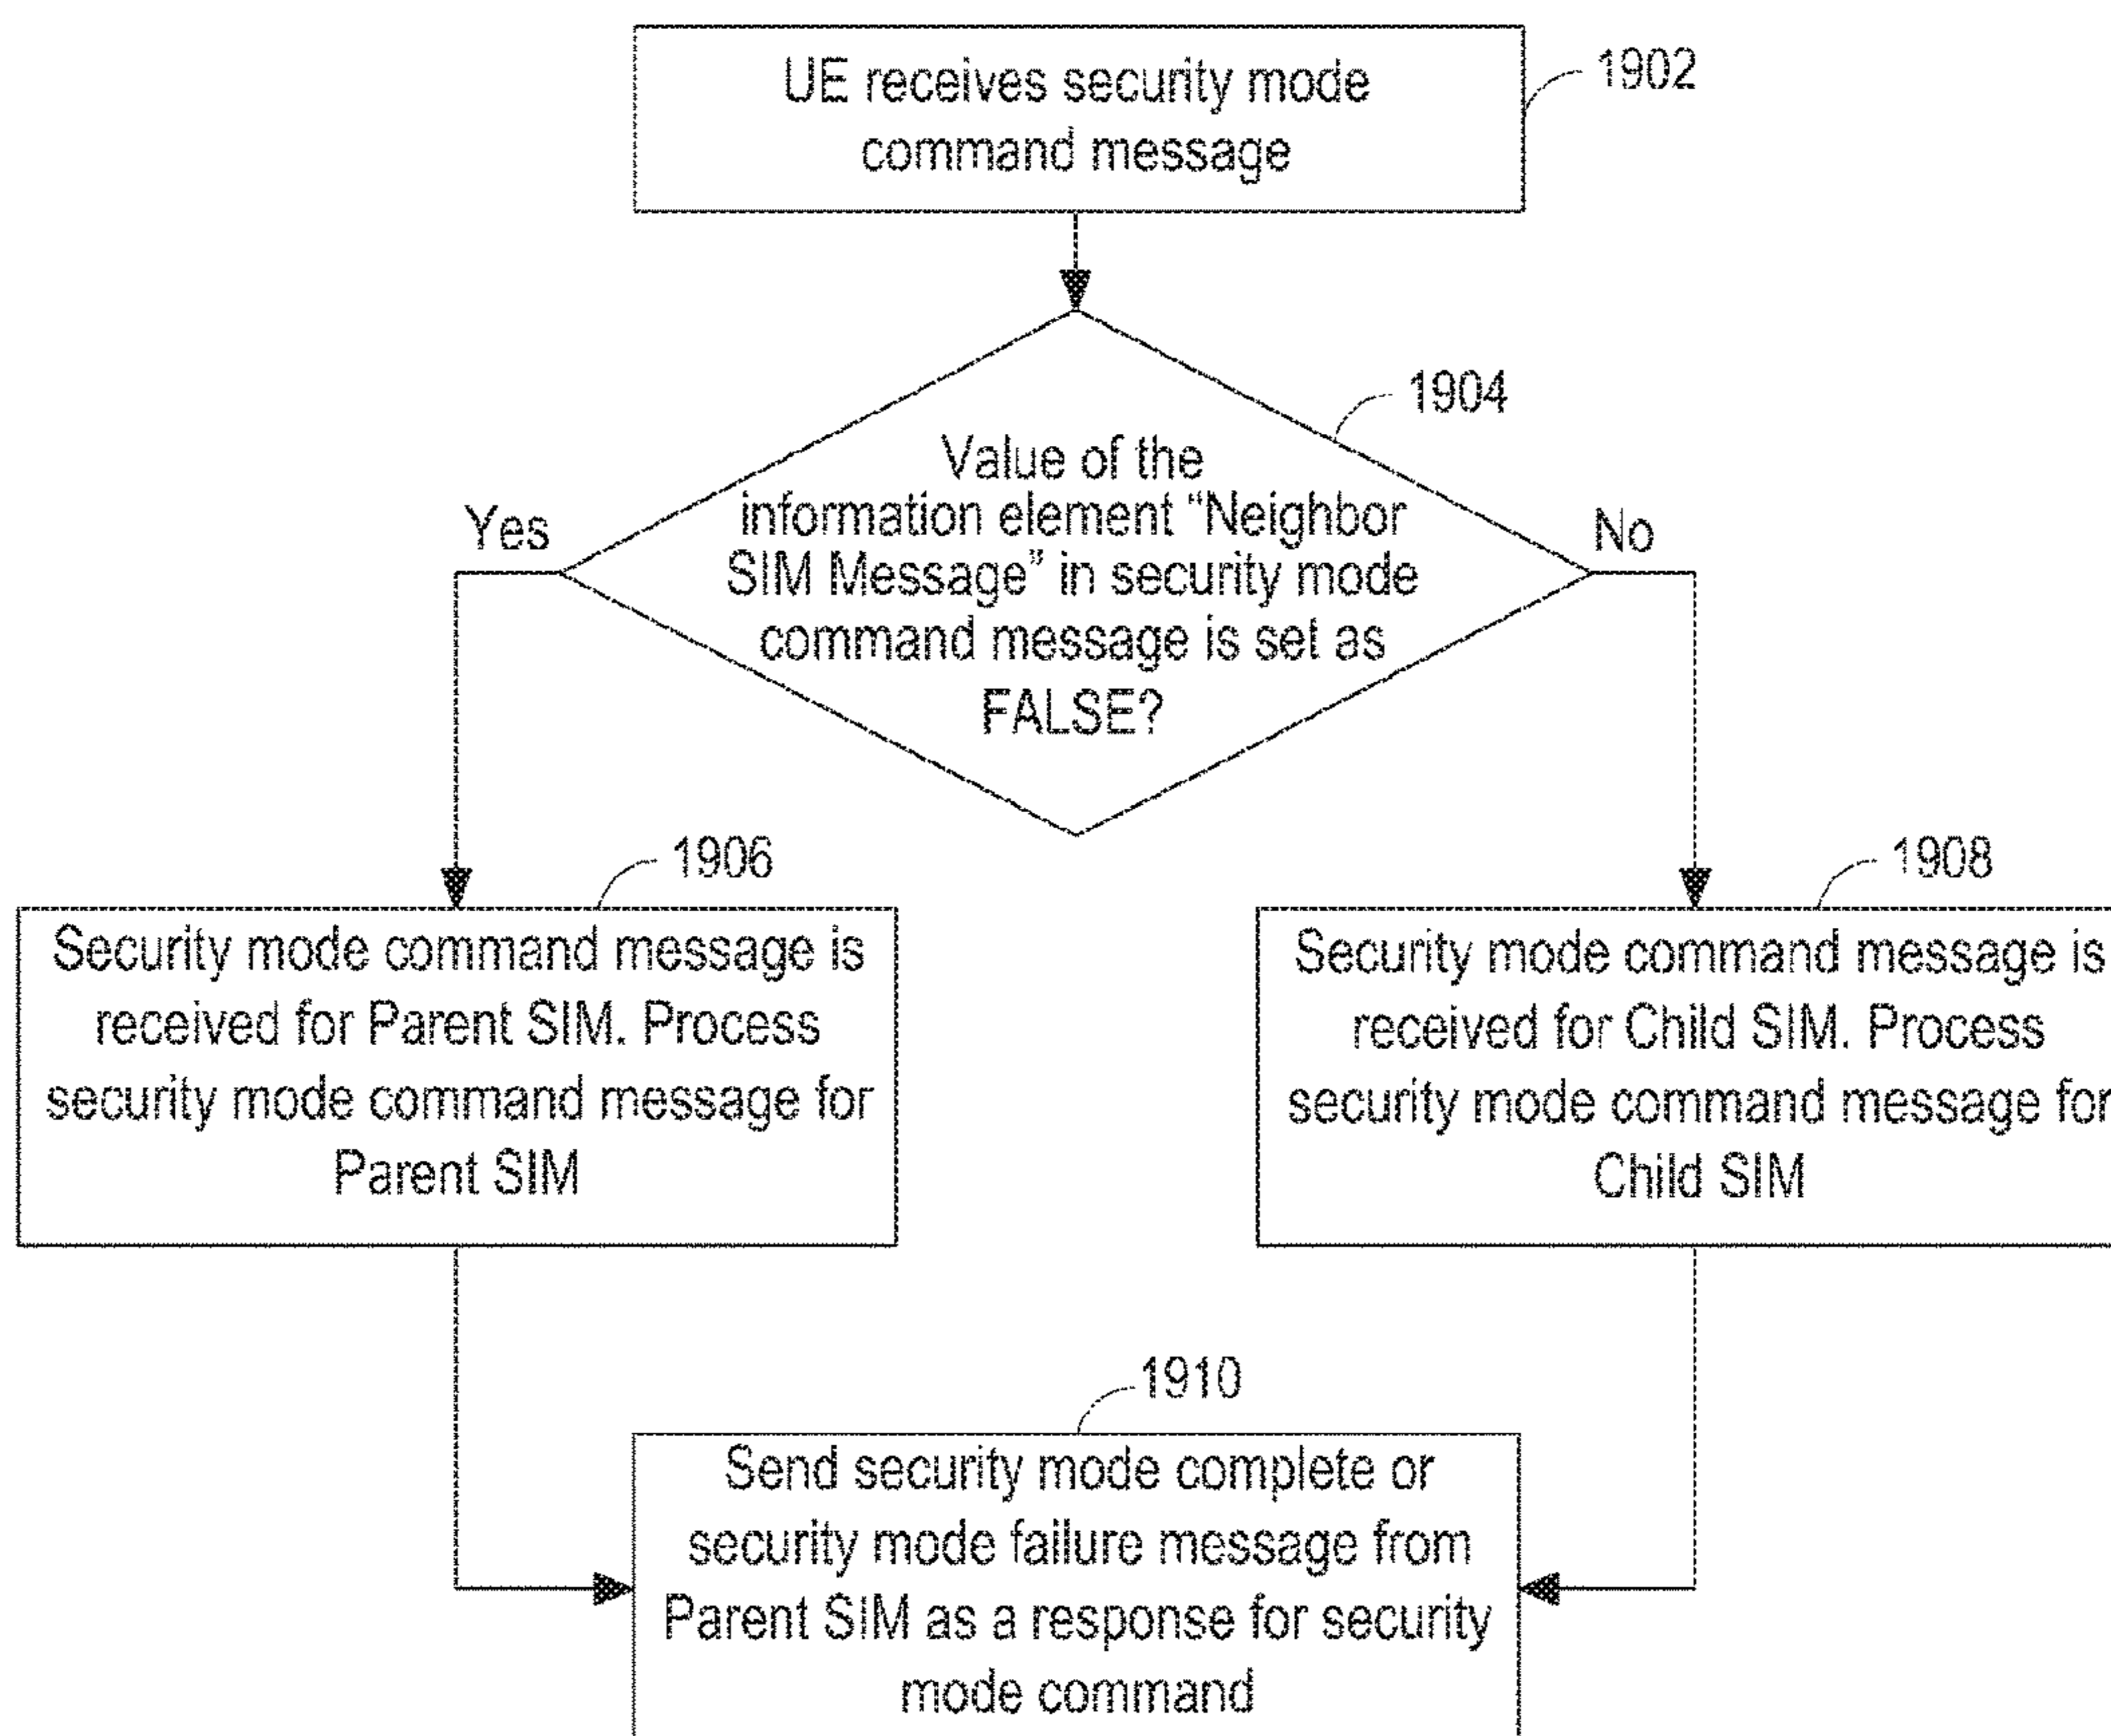 UE receives security mode
command message
1902
1904
Value of the
information element “Neighbor
SIM Message” in security mode
command message is set as
FALSE?
Yes
No
1906
Security mode command message is
received for Parent SIM. Process
security mode command message for
Parent SIM
1908
Security mode command message is
received for Child SIM. Process
security mode command message for
Child SIM
1910
Send security mode complete or
security mode failure message from
Parent SIM as a response for security
mode command